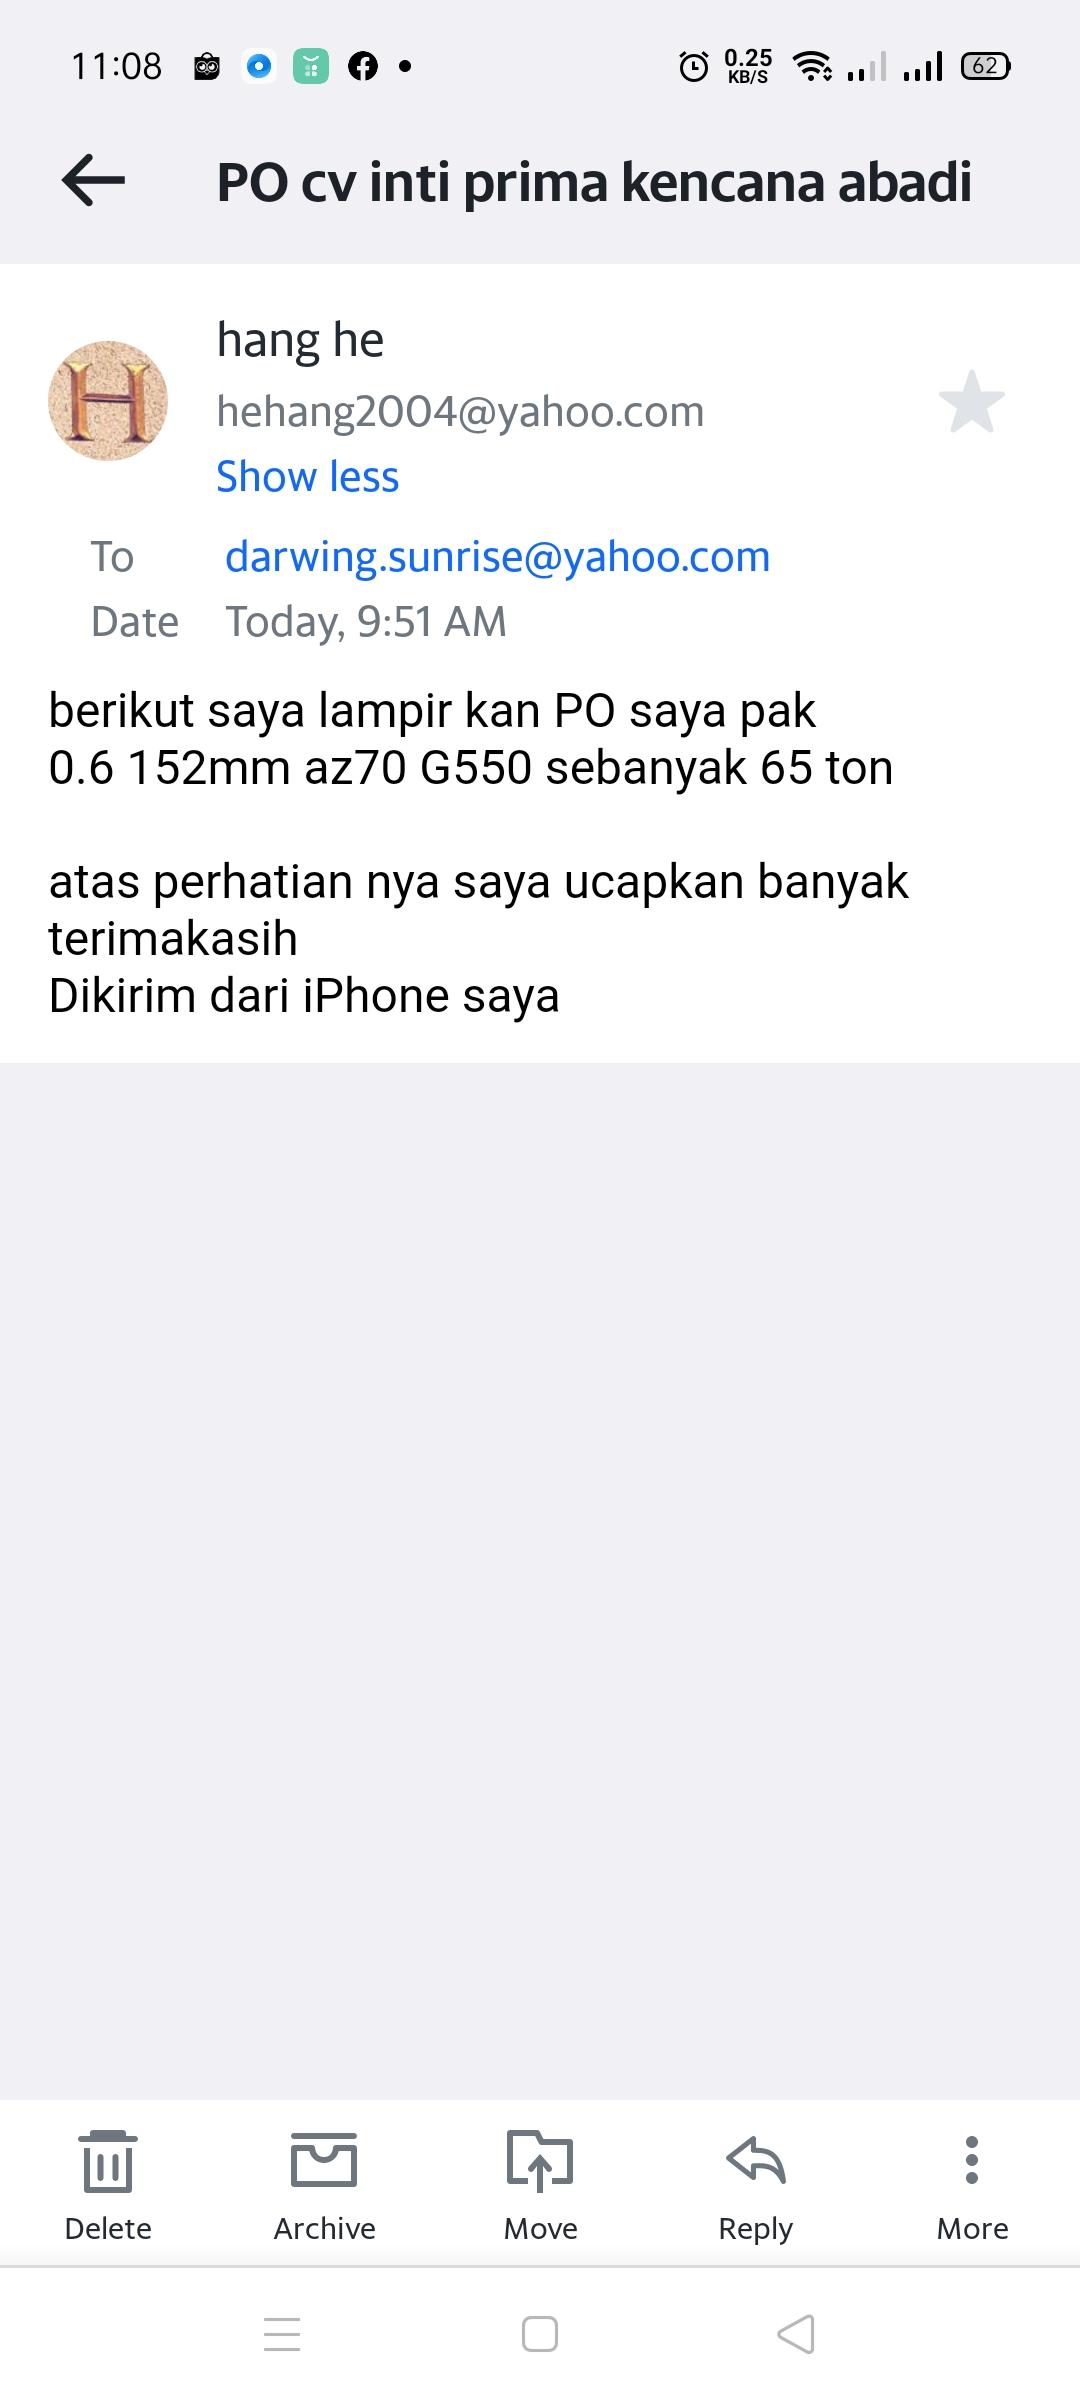 11:08
0.25
KB/S
62
PO cv inti prima kencana abadi
H
hang he
hehang2004@yahoo.com
Show less
To darwing.sunrise@yahoo.com
Date Today, 9:51 AM
berikut saya lampir kan PO saya pak
0.6 152mm az70 G550 sebanyak 65 ton
atas perhatian nya saya ucapkan banyak
terimakasih
Dikirim dari iPhone saya
Delete Archive Move Reply More